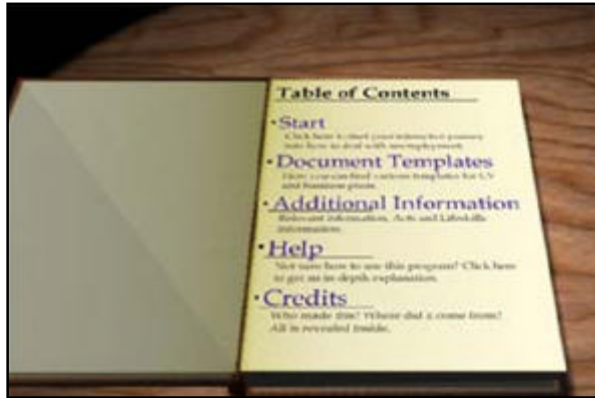 Table of Contents
Start
Click here to start your interactive journey
into how to deal with unemployment.
Document Templates
Here you can find various templates for CV
and business plans.
Additional Information
Relevant information, Acts and Lifeskills
information.
Help
Not sure how to use this program? Click here
to get an in-depth explanation.
Credits
Who made this? Where did it come from?
All is revealed inside.